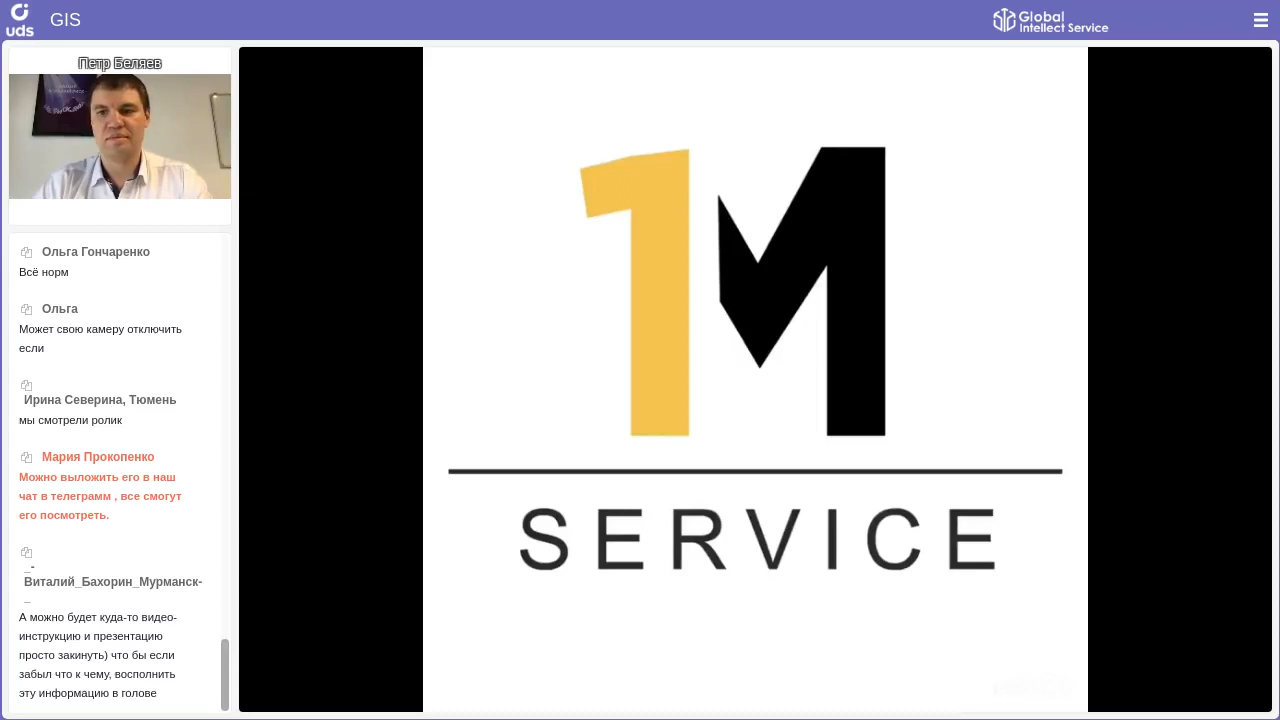 uds
GIS
Global
Intellect Service
Петр Беляев
Ольга Гончаренко
Всё норм
Ольга
Может свою камеру отключить
если
Ирина Северина, Тюмень
мы смотрели ролик
Мария Прокопенко
Можно выложить его в наш
чат в телеграмм , все смогут
его посмотреть.
_-
Виталий_Бахорин_Мурманск-
_
А можно будет куда-то видео-
инструкцию и презентацию
просто закинуть) что бы если
забыл что к чему, восполнить
эту информацию в голове
1M
SERVICE